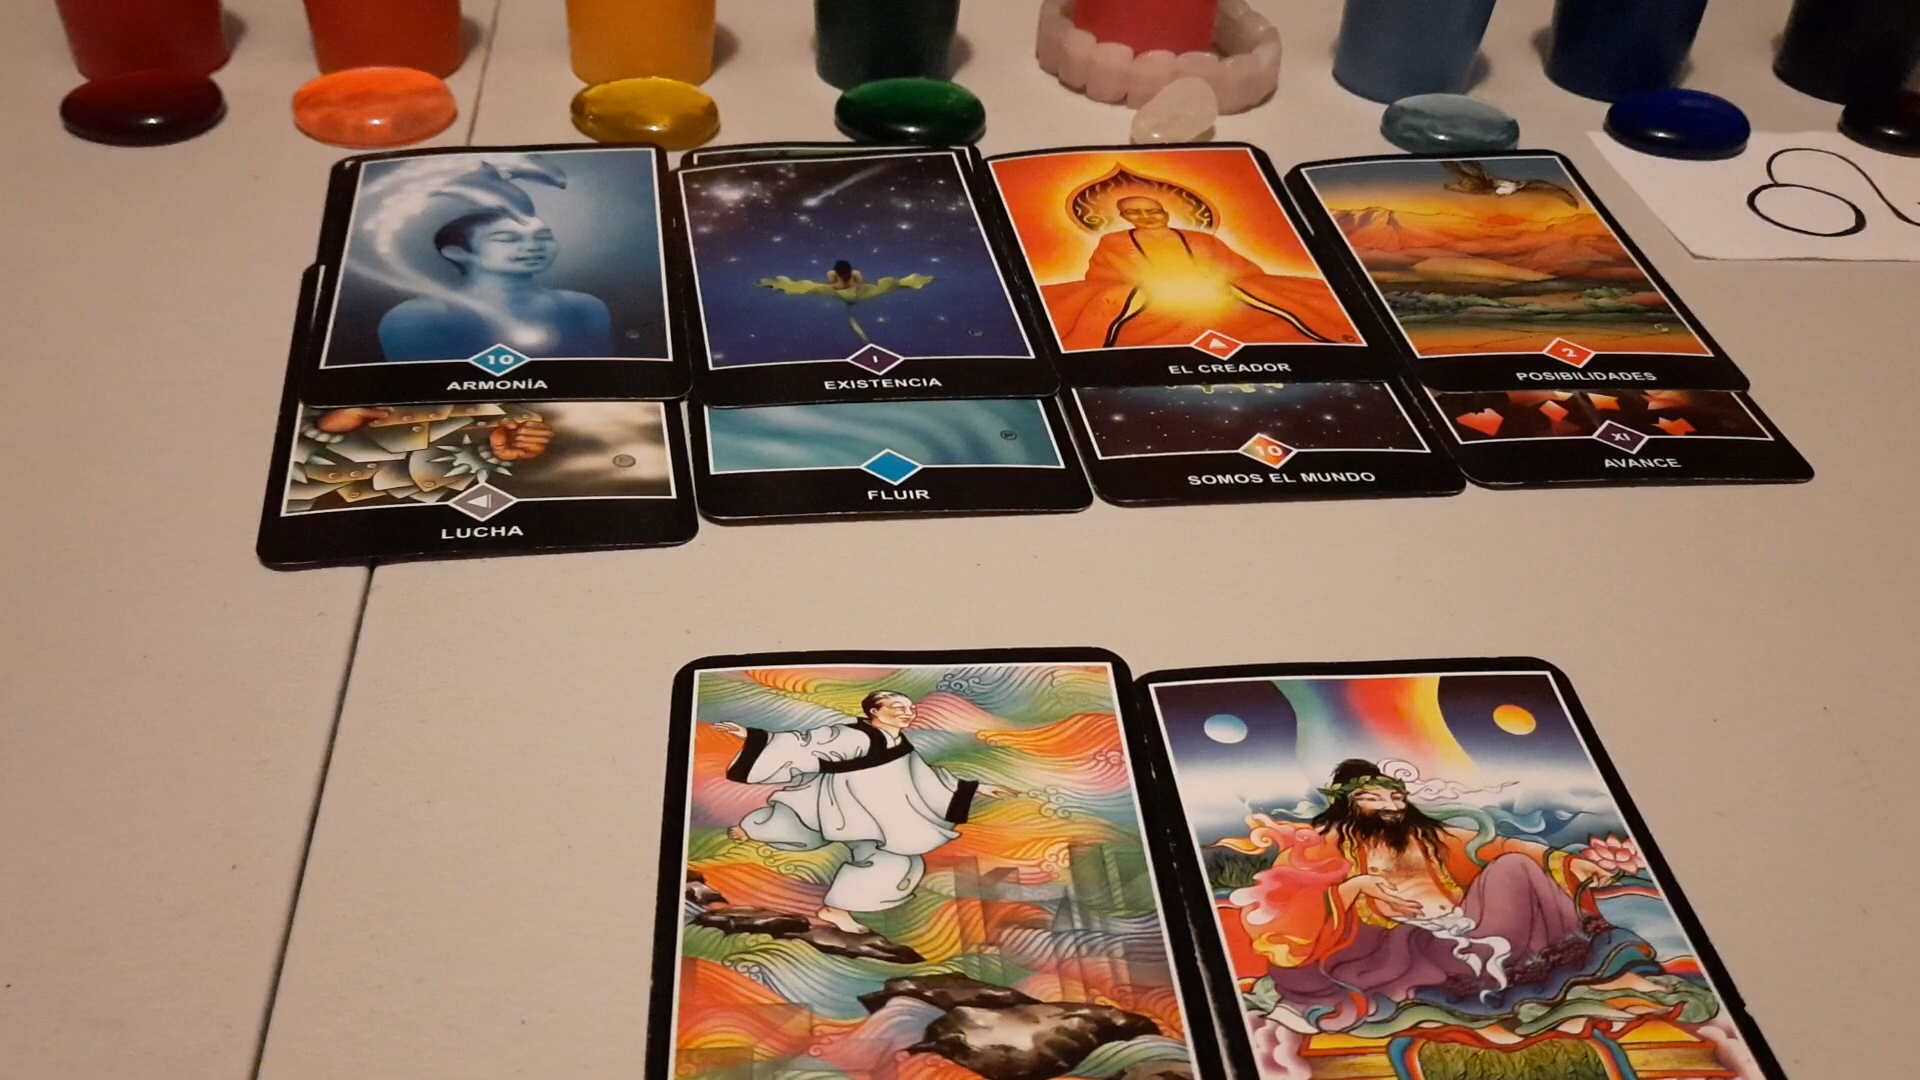 10
ARMONÍA
I
EXISTENCIA
EL CREADOR
2
POSIBILIDADES
LUCHA
FLUIR
10
SOMOS EL MUNDO
XI
AVANCE